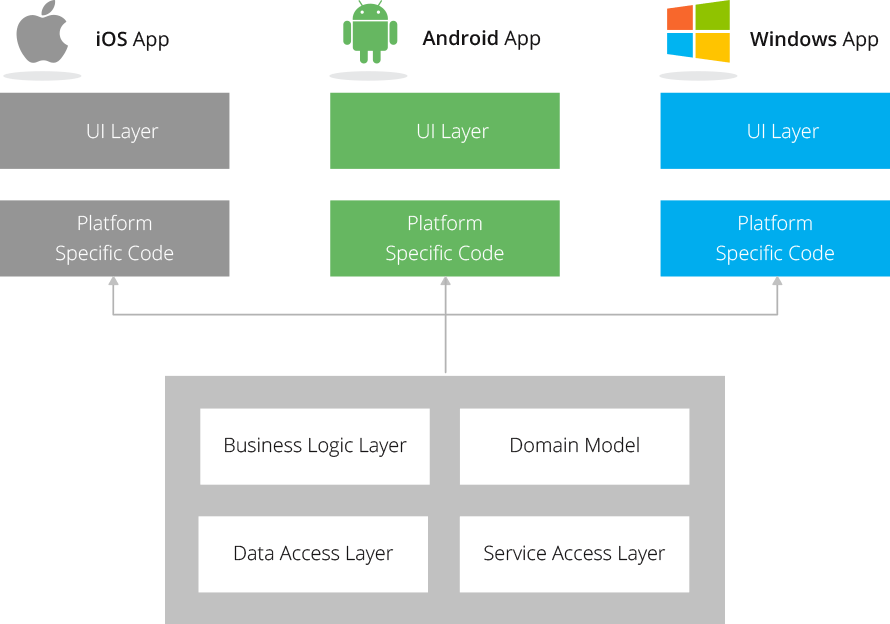 iOS App
Android App
Windows App
UI Layer
UI Layer
UI Layer
Platform
Specific Code
Platform
Specific Code
Platform
Specific Code
Business Logic Layer
Domain Model
Data Access Layer
Service Access Layer